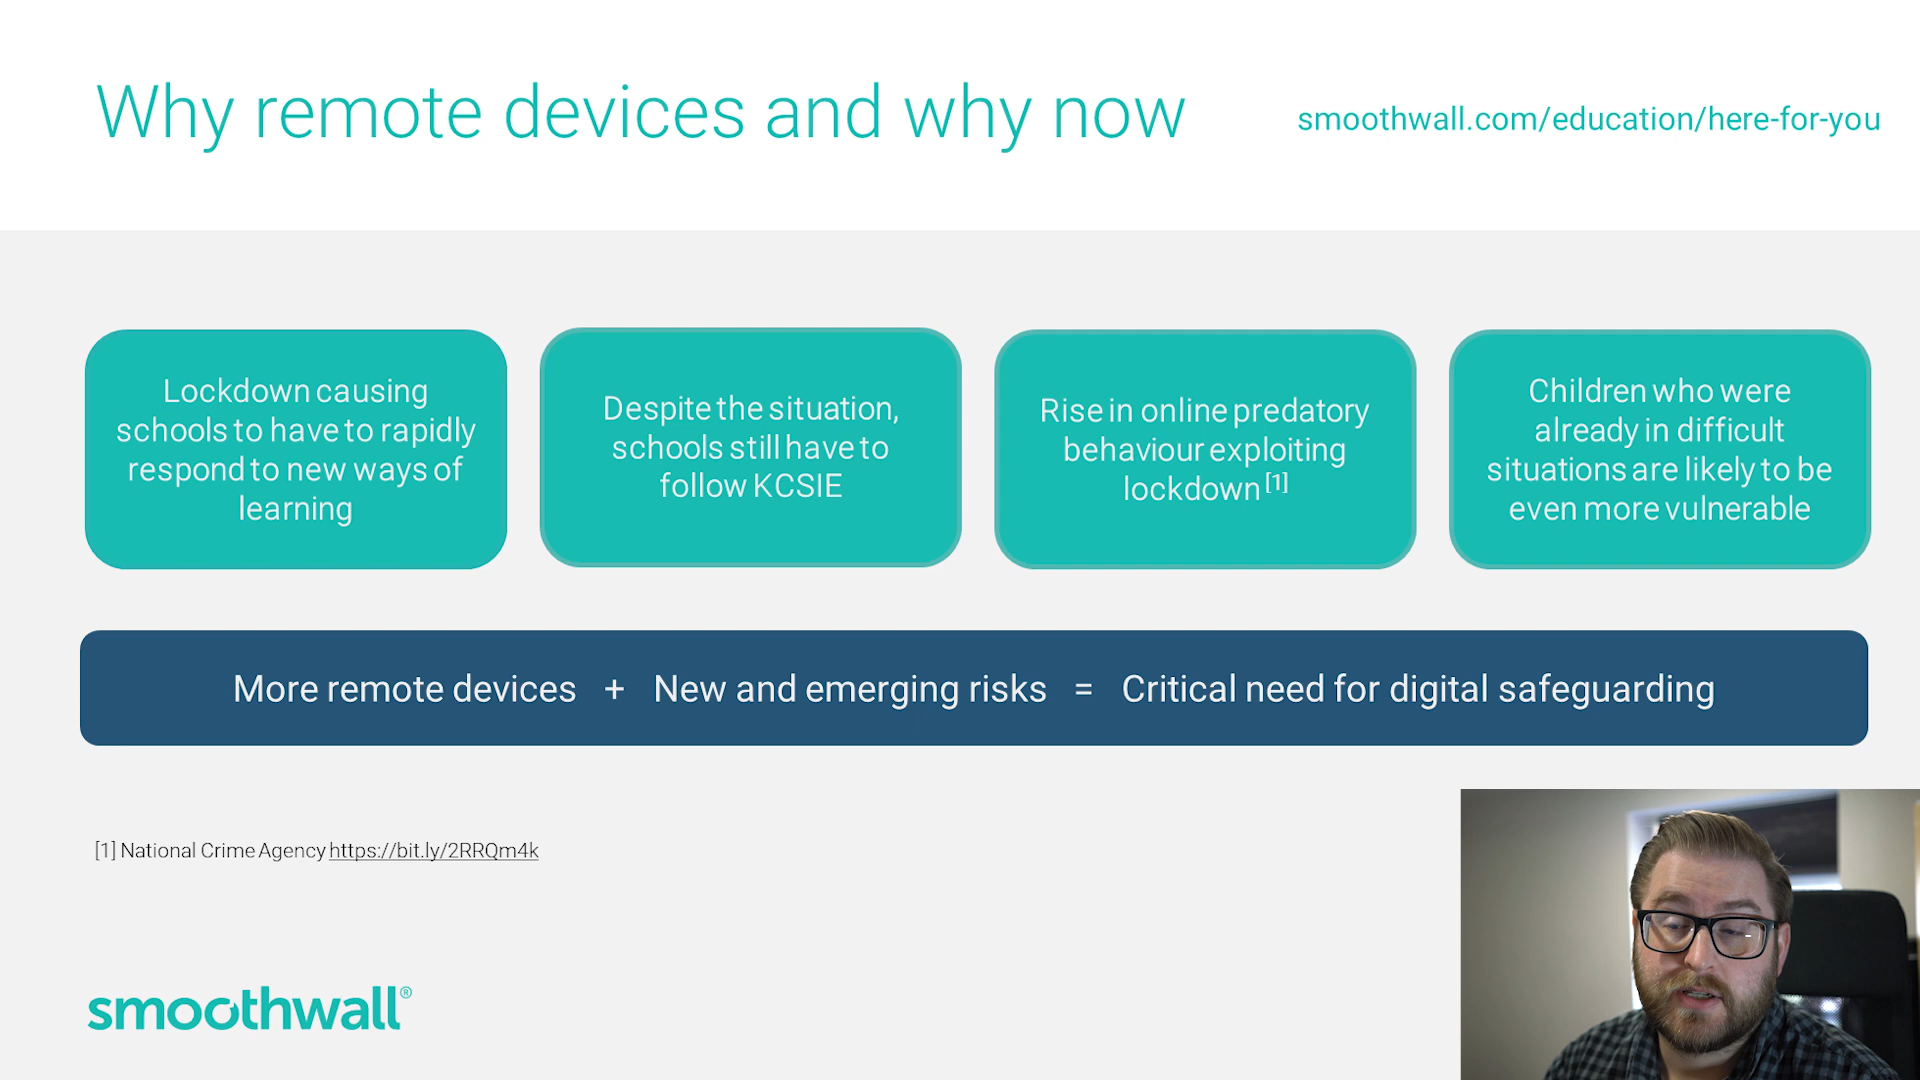 Why remote devices and why now
smoothwall.com/education/here-for-you
Lockdown causing
schools to have to rapidly
respond to new ways of
learning
Despite the situation,
schools still have to
follow KCSIE
Rise in online predatory
behaviour exploiting
lockdown [1]
Children who were
already in difficult
situations are likely to be
even more vulnerable
More remote devices + New and emerging risks = Critical need for digital safeguarding
[1] National Crime Agency https://bit.ly/2RRQm4k
smoothwall®